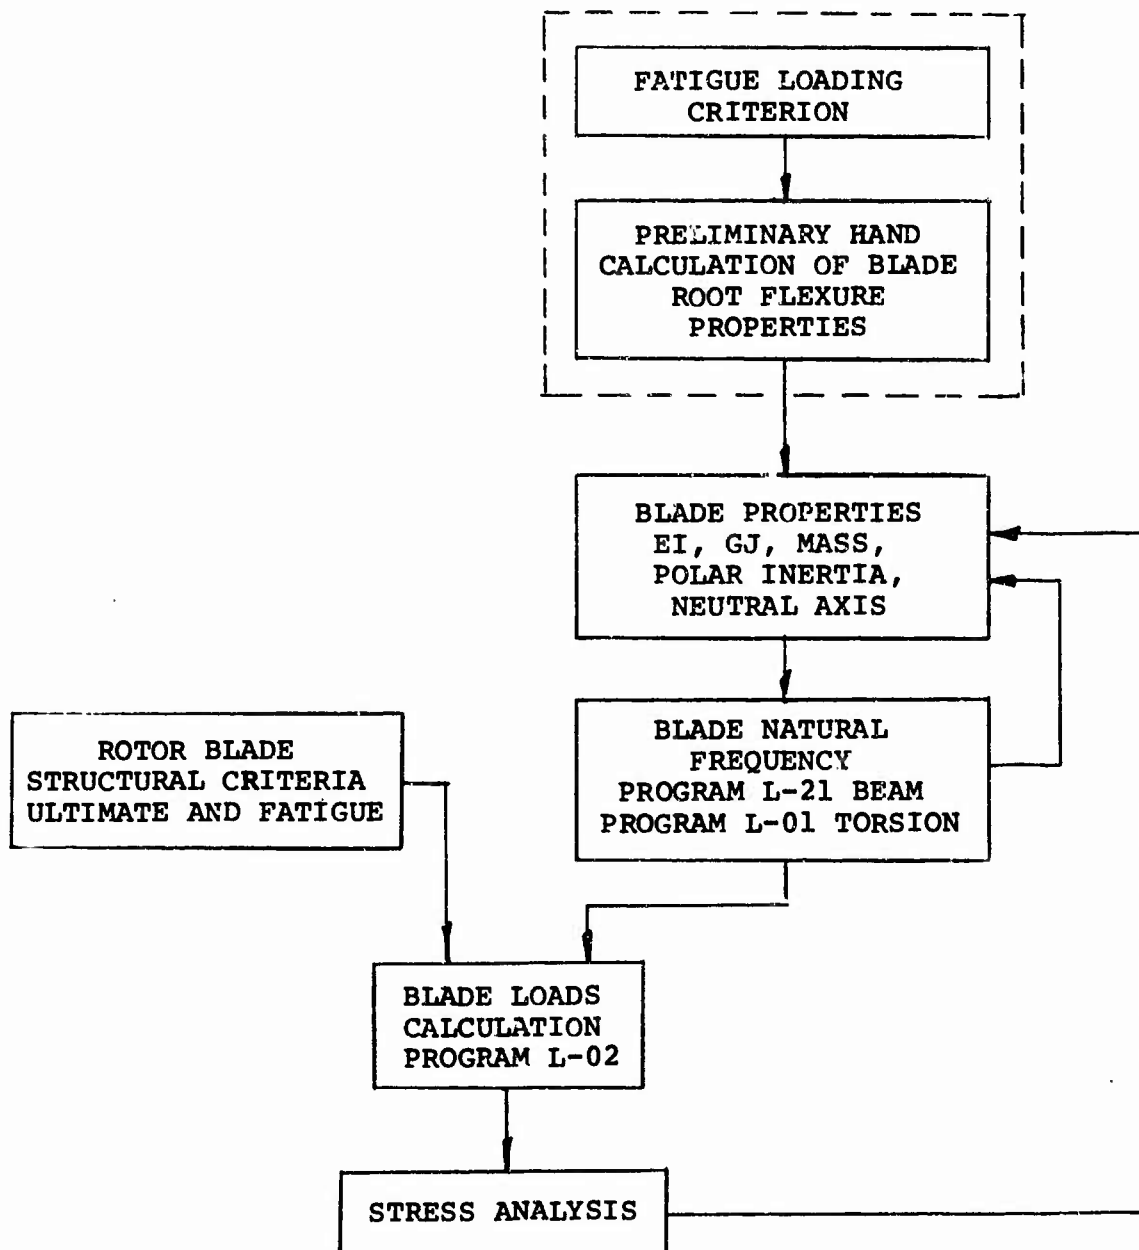 FATIGUE LOADING
CRITERION
PRELIMINARY HAND
CALCULATION OF BLADE
ROOT FLEXURE
PROPERTIES
BLADE PROPERTIES
EI, GJ, MASS,
POLAR INERTIA,
NEUTRAL AXIS
BLADE NATURAL
FREQUENCY
PROGRAM L-21 BEAM
PROGRAM L-01 TORSION
ROTOR BLADE
STRUCTURAL CRITERIA
ULTIMATE AND FATIGUE
BLADE LOADS
CALCULATION
PROGRAM L-02
STRESS ANALYSIS